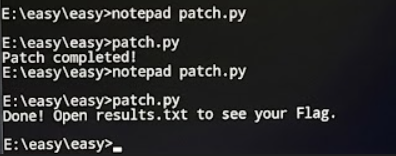 E:\easy\easy>notepad patch.py
E:\easy\easy>patch.py
Patch completed!
E:\easy\easy>notepad patch.py
E:\easy\easy>patch.py
Done! Open results.txt to see your Flag.
E:\easy\easy>_